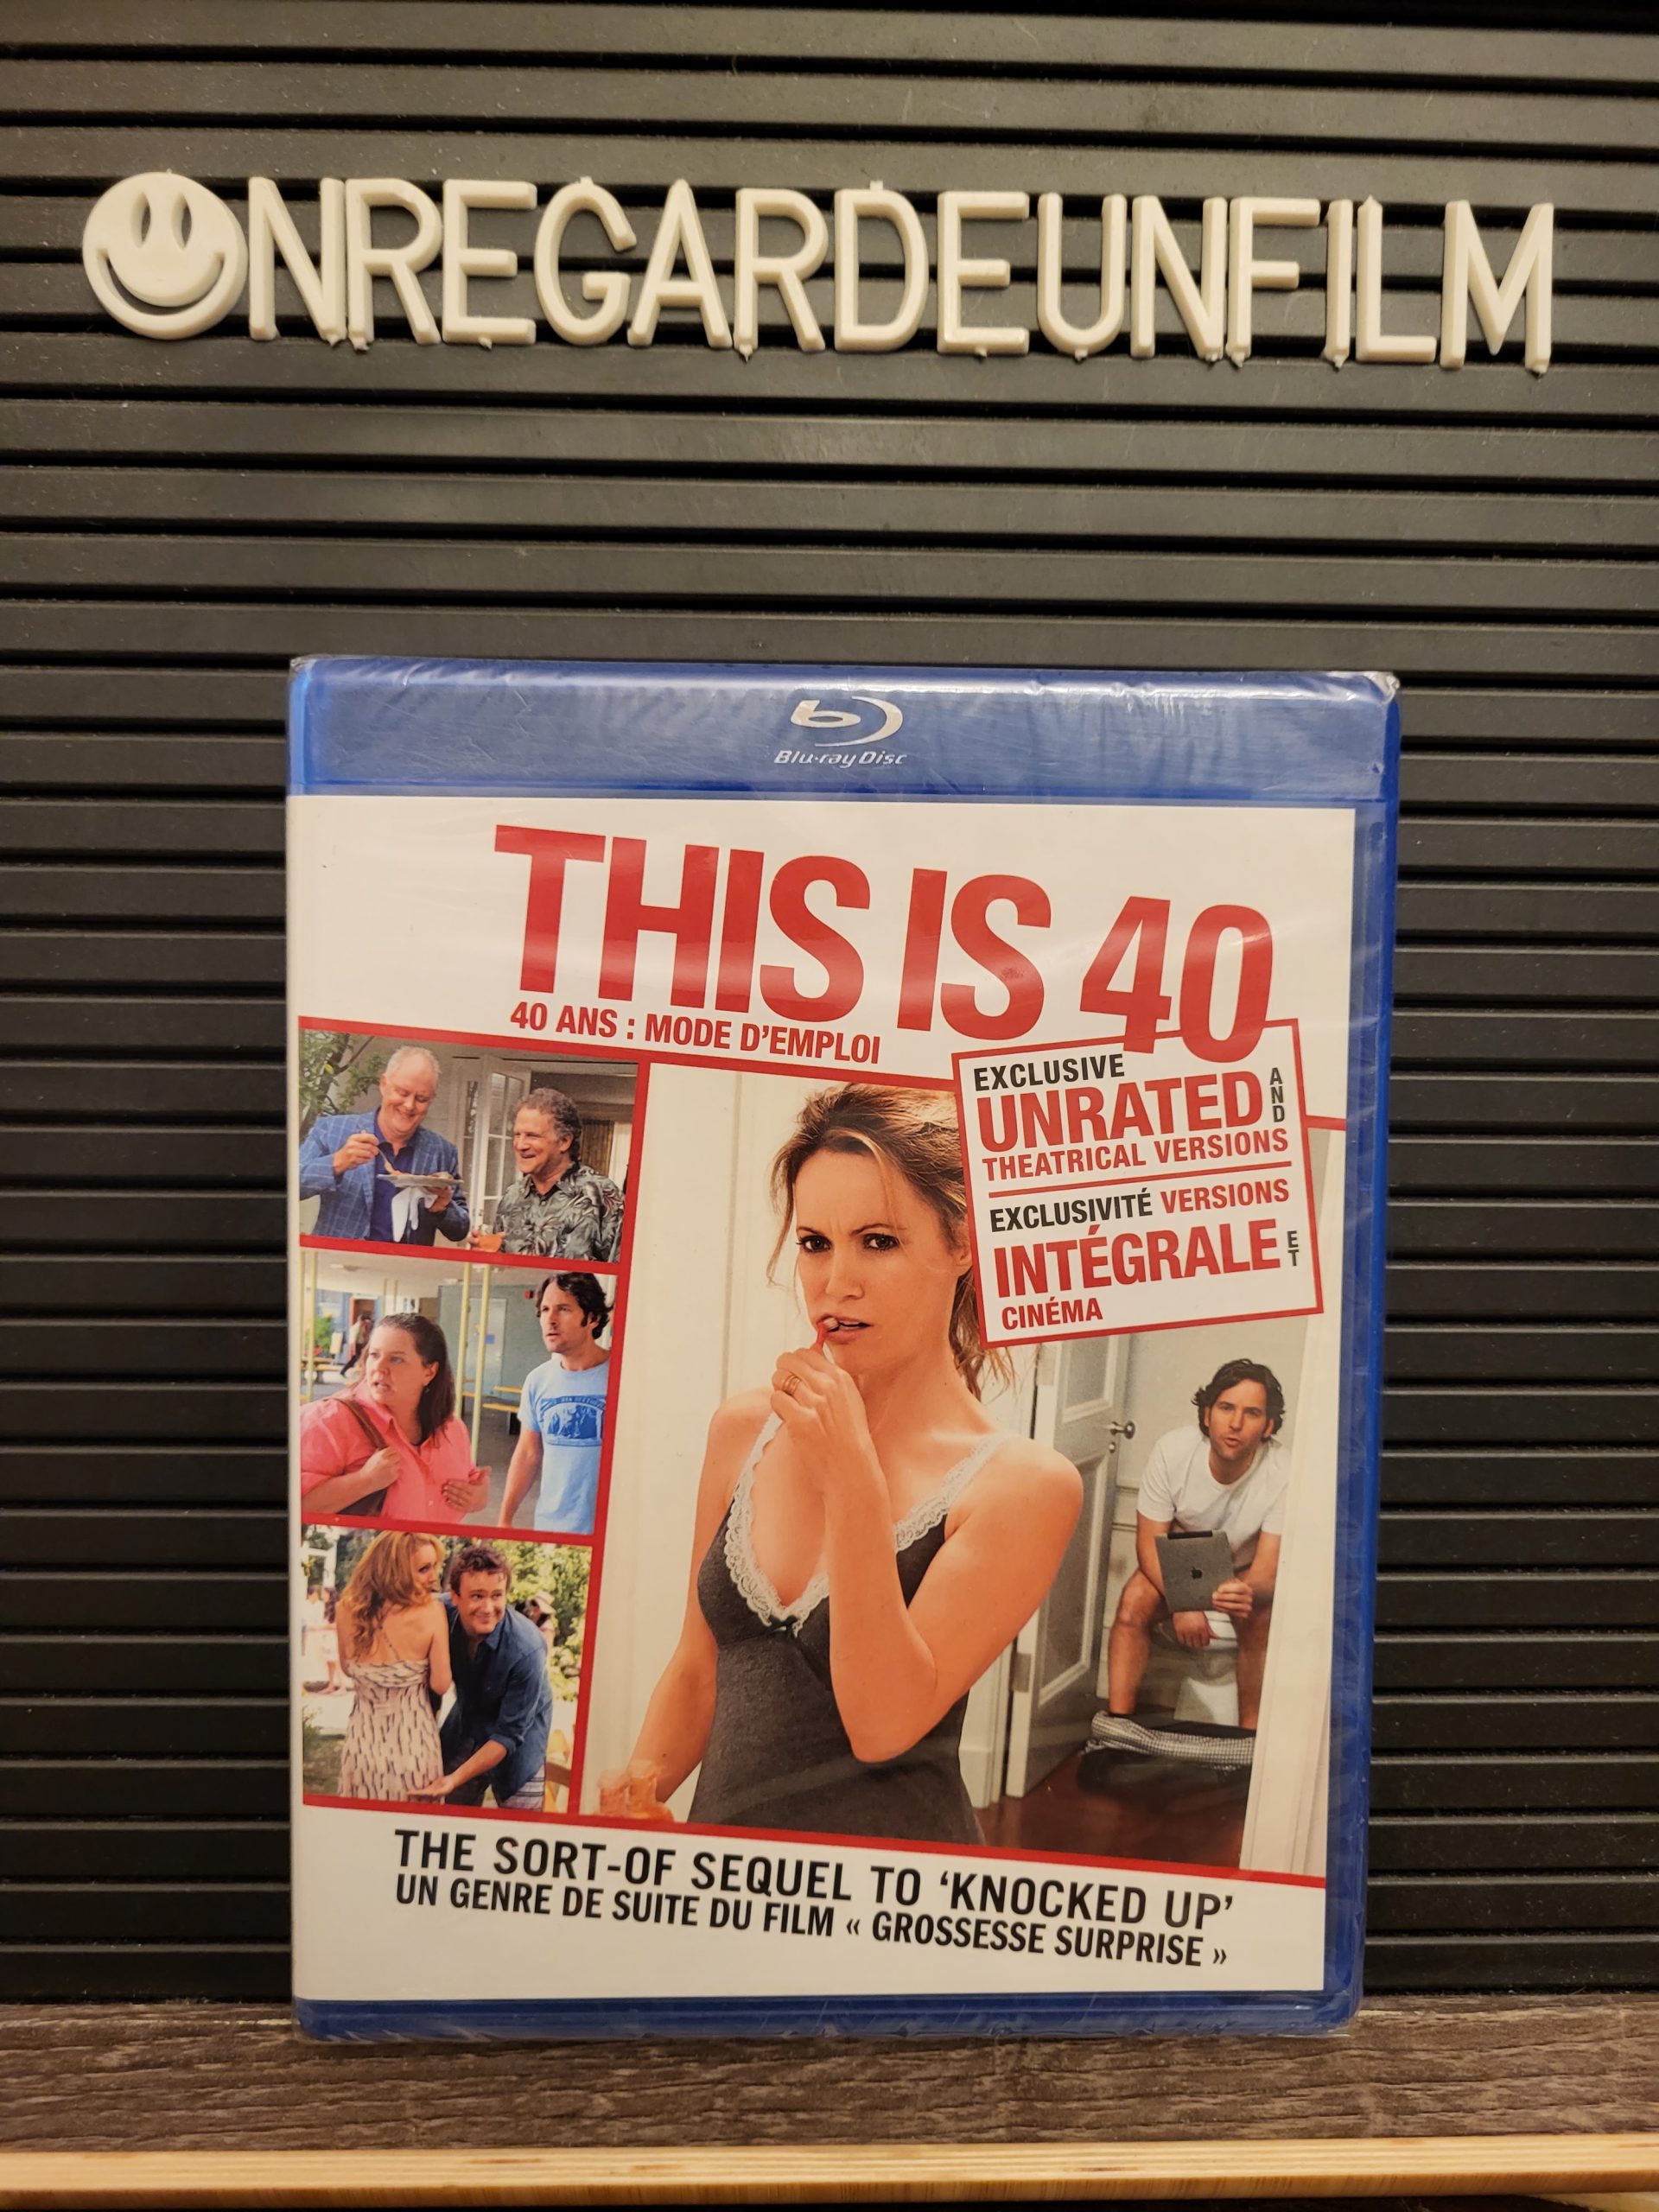 ONREGARDEUNFILM
Blu-ray Disc
THIS IS 40
40 ANS : MODE D'EMPLOI
EXCLUSIVE
UNRATED AND
THEATRICAL VERSIONS
EXCLUSIVITÉ VERSIONS
INTÉGRALE ET
CINÉMA
THE SORT-OF SEQUEL TO ‘KNOCKED UP’
UN GENRE DE SUITE DU FILM « GROSSESSE SURPRISE »